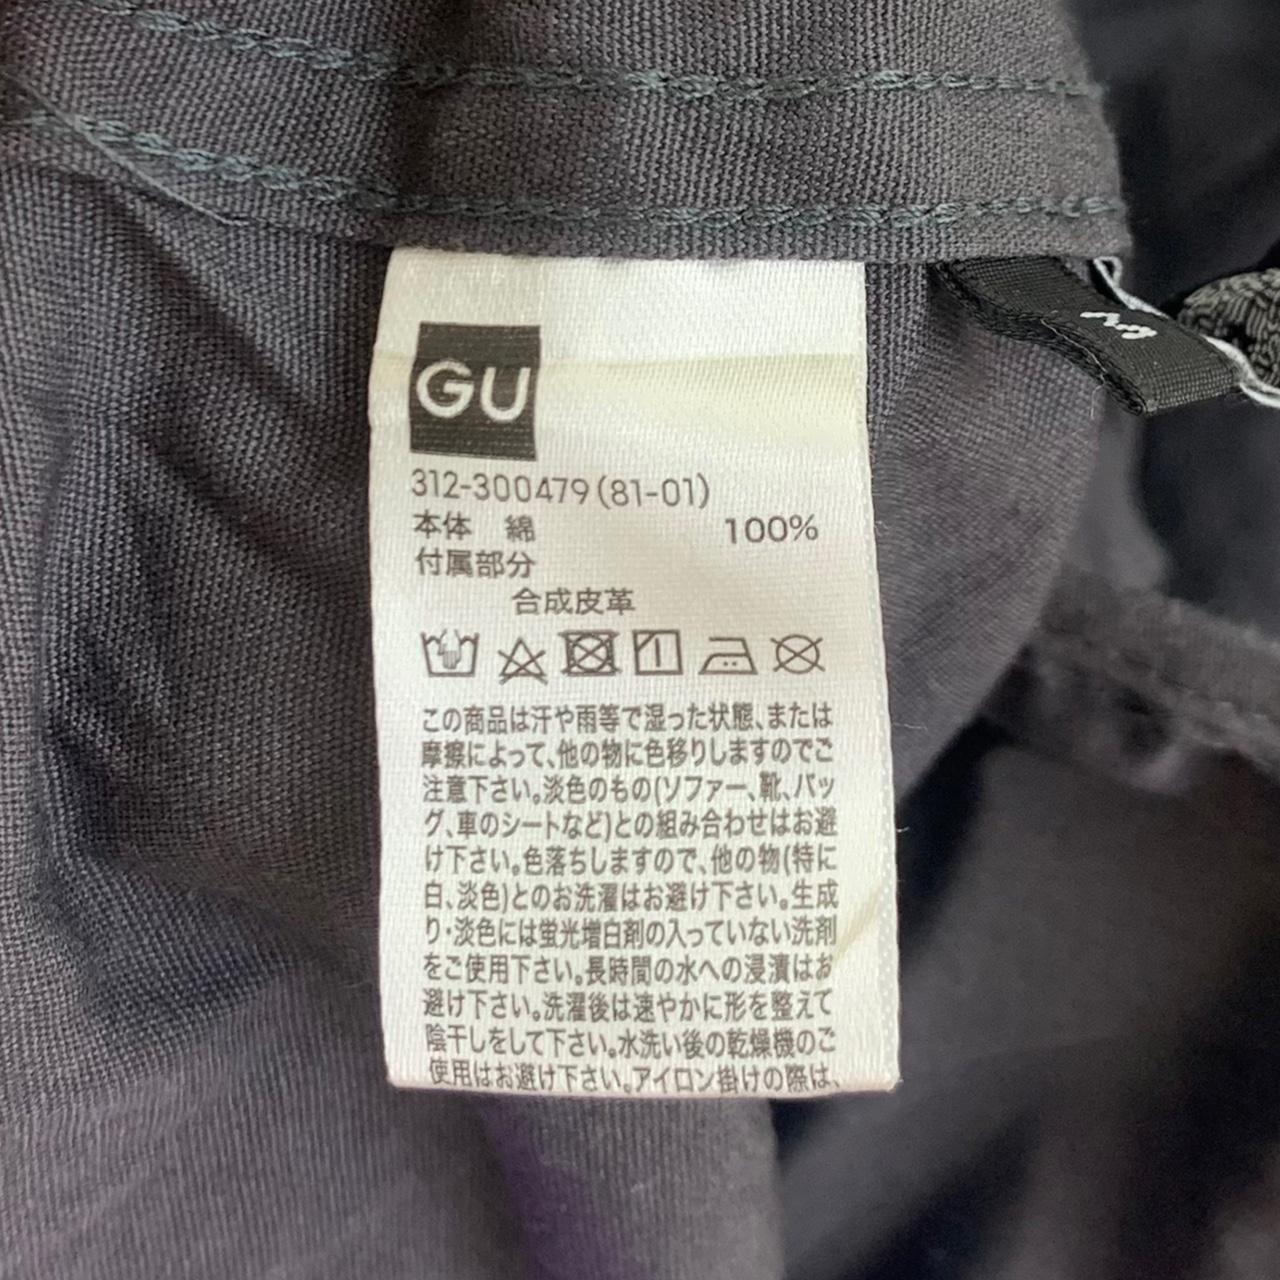 GU
312-300479(81-01)
本体　綿　100%
付属部分
合成皮革
この商品は汗や雨等で湿った状態、または
摩擦によって、他の物に色移りしますのでご
注意下さい。淡色のもの(ソファー、靴、バッ
グ、車のシートなど)との組み合わせはお避
け下さい。色落ちしますので、他の物(特に
白、淡色)とのお洗濯はお避け下さい。生成
り・淡色には蛍光増白剤の入っていない洗剤
をご使用下さい。長時間の水への浸漬はお
避け下さい。洗濯後は速やかに形を整えて
陰干しをして下さい。水洗い後の乾燥機のご
使用はお避け下さい。アイロン掛けの際は、
M